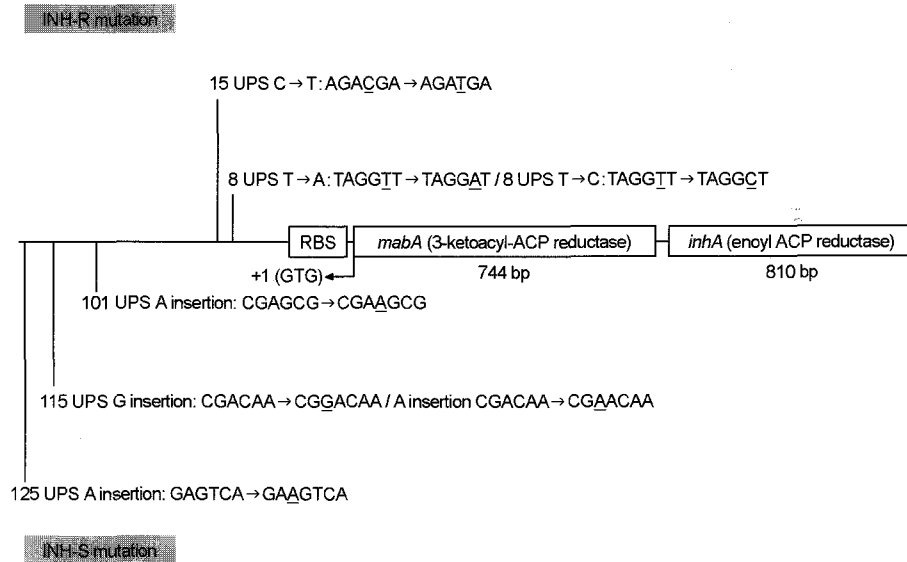 INH-R mutation
15 UPS C→T: AGACGA→AGATGA
8 UPS T→A: TAGGTT→TAGGAT / 8 UPS T→C: TAGGTT→TAGGCT
RBS
mabA (3-ketoacyl-ACP reductase)
inhA (enoyl ACP reductase)
+1 (GTG)
744 bp
810 bp
101 UPS A insertion: CGAGCG→CGAAGCG
115 UPS G insertion: CGACAA→CGGACAA / A insertion CGACAA→CGAACAA
125 UPS A insertion: GAGTCA→GAAGTCA
INH-S mutation